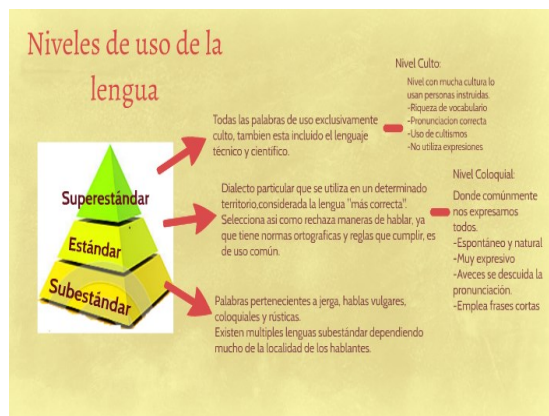 Niveles de uso de la
lengua
Superestándar
Estándar
Subestándar
Todas las palabras de uso exclusivamente
culto, tambien esta incluido el lenguaje
técnico y científico.
Nivel Culto:
Nivel con mucha cultura lo
usan personas instruidas.
-Riqueza de vocabulario
-Pronunciacion correcta
-Uso de cultismos
-No utiliza expresiones
Dialecto particular que se utiliza en un determinado
territorio,considerada la lengua "más correcta".
Selecciona asi como rechaza maneras de hablar, ya
que tiene normas ortograficas y reglas que cumplir, es
de uso común.
Nivel Coloquial:
Donde comúnmente
nos expresamos
todos.
-Espontáneo y natural
-Muy expresivo
-Aveces se descuida la
pronunciación.
-Emplea frases cortas
Palabras pertenecientes a jerga, hablas vulgares,
coloquiales y rústicas.
Existen multiples lenguas subestándar dependiendo
mucho de la localidad de los hablantes.